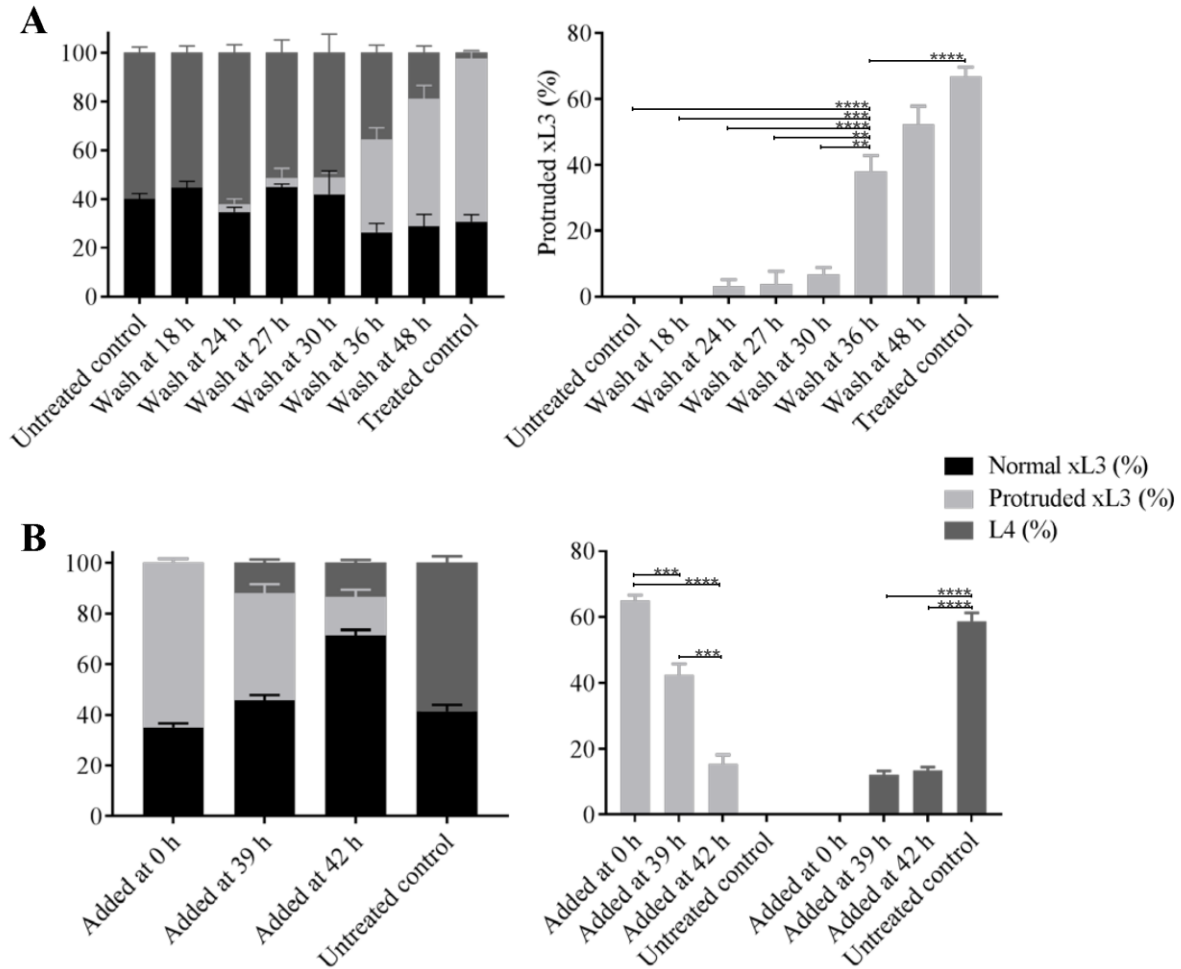 A
100
80
60
40
20
0
Untreated control
Wash at 18 h
Wash at 24 h
Wash at 27 h
Wash at 30 h
Wash at 36 h
Wash at 48 h
Treated control
Protruded xL3 (%)
80
60
40
20
0
****
****
***
****
**
**
Untreated control
Wash at 18 h
Wash at 24 h
Wash at 27 h
Wash at 30 h
Wash at 36 h
Wash at 48 h
Treated control
Normal xL3 (%)
Protruded xL3 (%)
L4 (%)
B
100
80
60
40
20
0
Added at 0 h
Added at 39 h
Added at 42 h
Untreated control
80
60
40
20
0
***
****
***
****
****
Added at 0 h
Added at 39 h
Added at 42 h
Untreated control
Added at 0 h
Added at 39 h
Added at 42 h
Untreated control